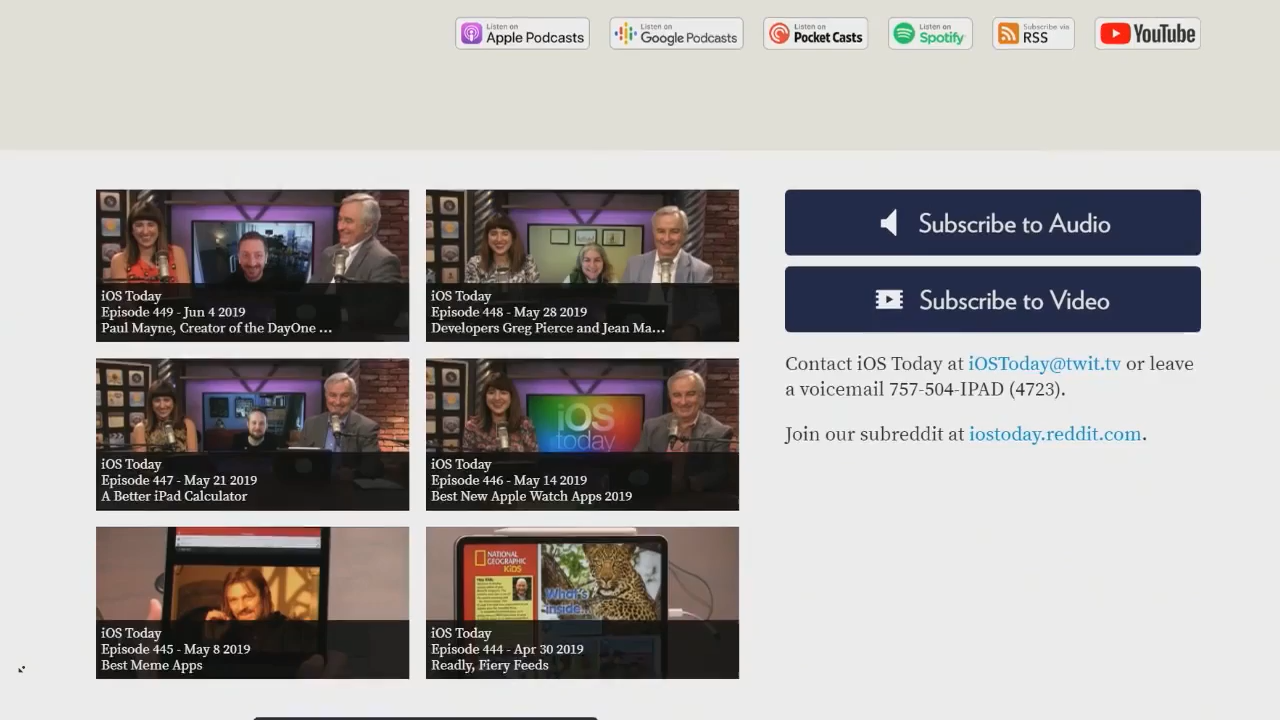 Listen on
Apple Podcasts
Listen on
Google Podcasts
Listen on
Pocket Casts
Listen on
Spotify
Subscribe via
RSS
YouTube
iOS Today
Episode 449 - Jun 4 2019
Paul Mayne, Creator of the DayOne ...
iOS Today
Episode 448 - May 28 2019
Developers Greg Pierce and Jean Ma...
iOS
today
iOS Today
Episode 447 - May 21 2019
A Better iPad Calculator
iOS Today
Episode 446 - May 14 2019
Best New Apple Watch Apps 2019
NATIONAL
GEOGRAPHIC
KiDS
What's
inside...
iOS Today
Episode 445 - May 8 2019
Best Meme Apps
iOS Today
Episode 444 - Apr 30 2019
Readly, Fiery Feeds
Subscribe to Audio
Subscribe to Video
Contact iOS Today at iOSToday@twit.tv or leave
a voicemail 757-504-IPAD (4723).
Join our subreddit at iostoday.reddit.com.